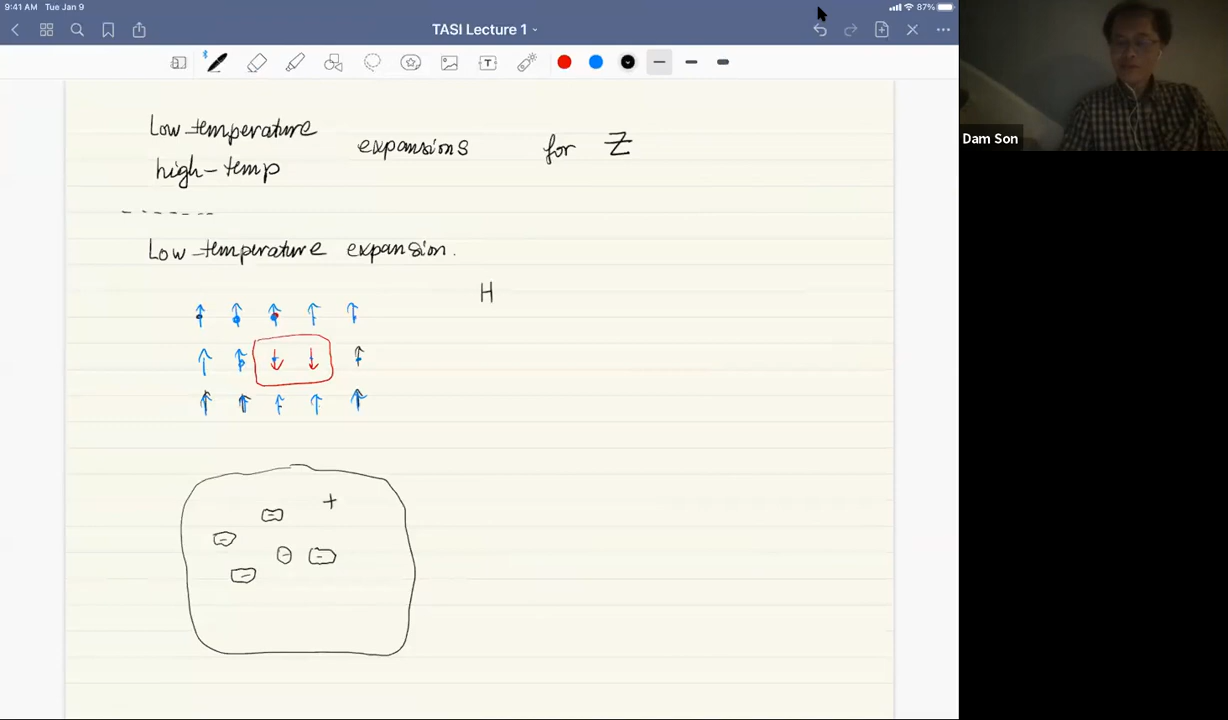 9:41 AM Tue Jan 9
87%
TASI Lecture 1
T
Dam Son
Low-temperature
high-temp
expansions for Z
Low-temperature expansion.
H
+